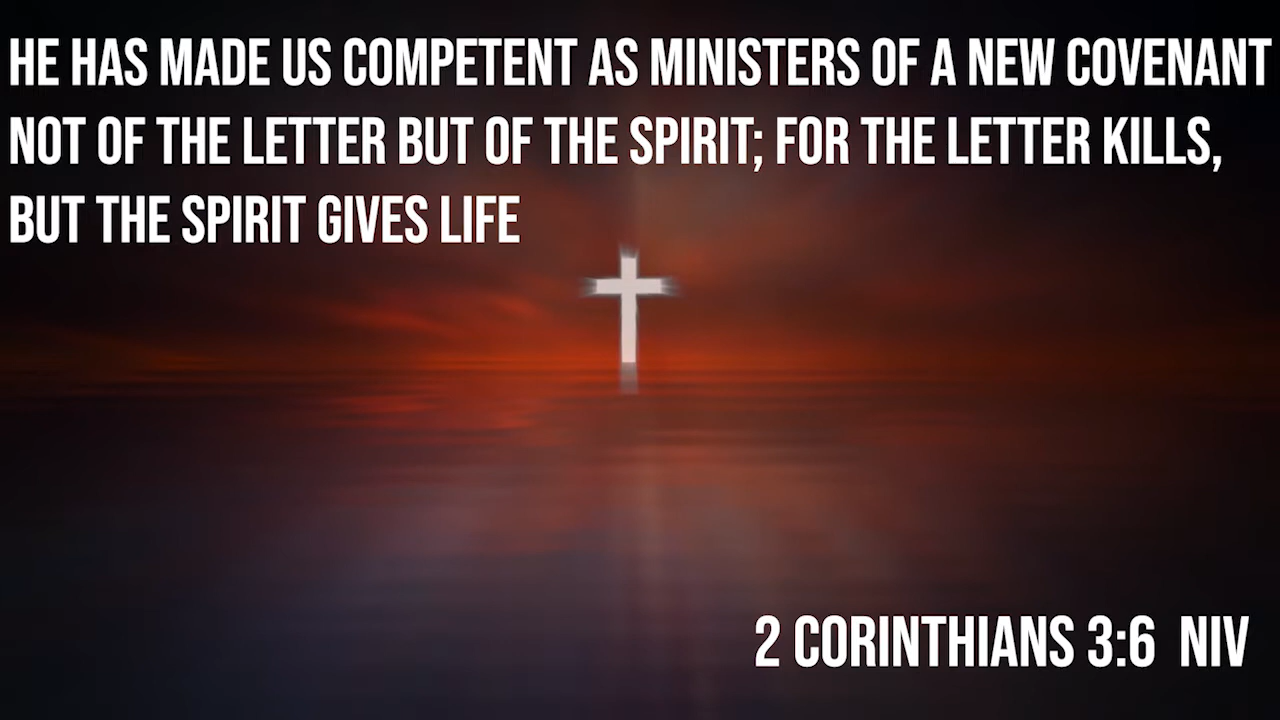 HE HAS MADE US COMPETENT AS MINISTERS OF A NEW COVENANT
NOT OF THE LETTER BUT OF THE SPIRIT; FOR THE LETTER KILLS,
BUT THE SPIRIT GIVES LIFE
2 CORINTHIANS 3:6 NIV